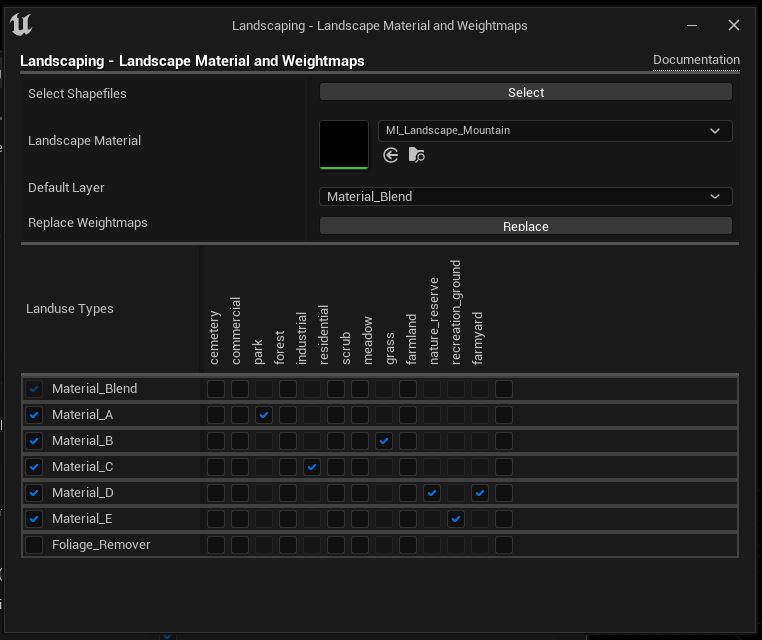 Landscaping - Landscape Material and Weightmaps
Landscaping - Landscape Material and Weightmaps
Documentation
Select Shapefiles
Select
Landscape Material
MI_Landscape_Mountain
Default Layer
Material_Blend
Replace Weightmaps
Replace
Landuse Types
cemetery
commercial
park
forest
industrial
residential
scrub
meadow
grass
farmland
nature_reserve
recreation_ground
farmyard
Material_Blend
Material_A
Material_B
Material_C
Material_D
Material_E
Foliage_Remover